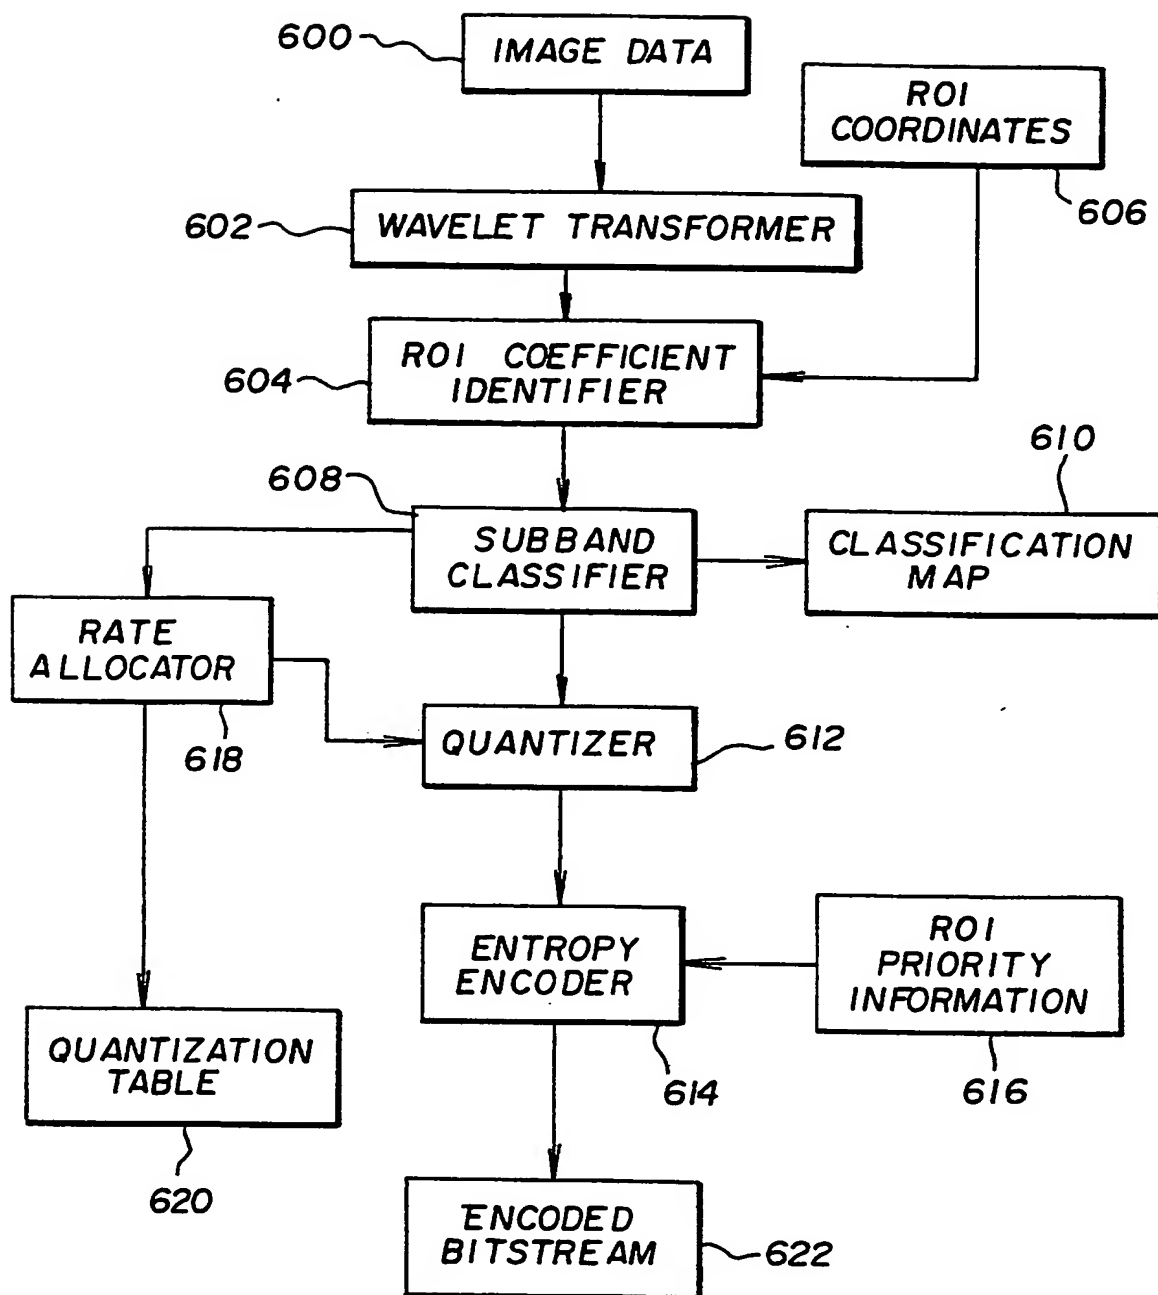 600
IMAGE DATA
ROI
COORDINATES
606
602
WAVELET TRANSFORMER
604
ROI COEFFICIENT
IDENTIFIER
608
SUBBAND
CLASSIFIER
610
CLASSIFICATION
MAP
RATE
ALLOCATOR
618
QUANTIZER
612
ENTROPY
ENCODER
614
ROI
PRIORITY
INFORMATION
616
QUANTIZATION
TABLE
620
ENCODED
BITSTREAM
622